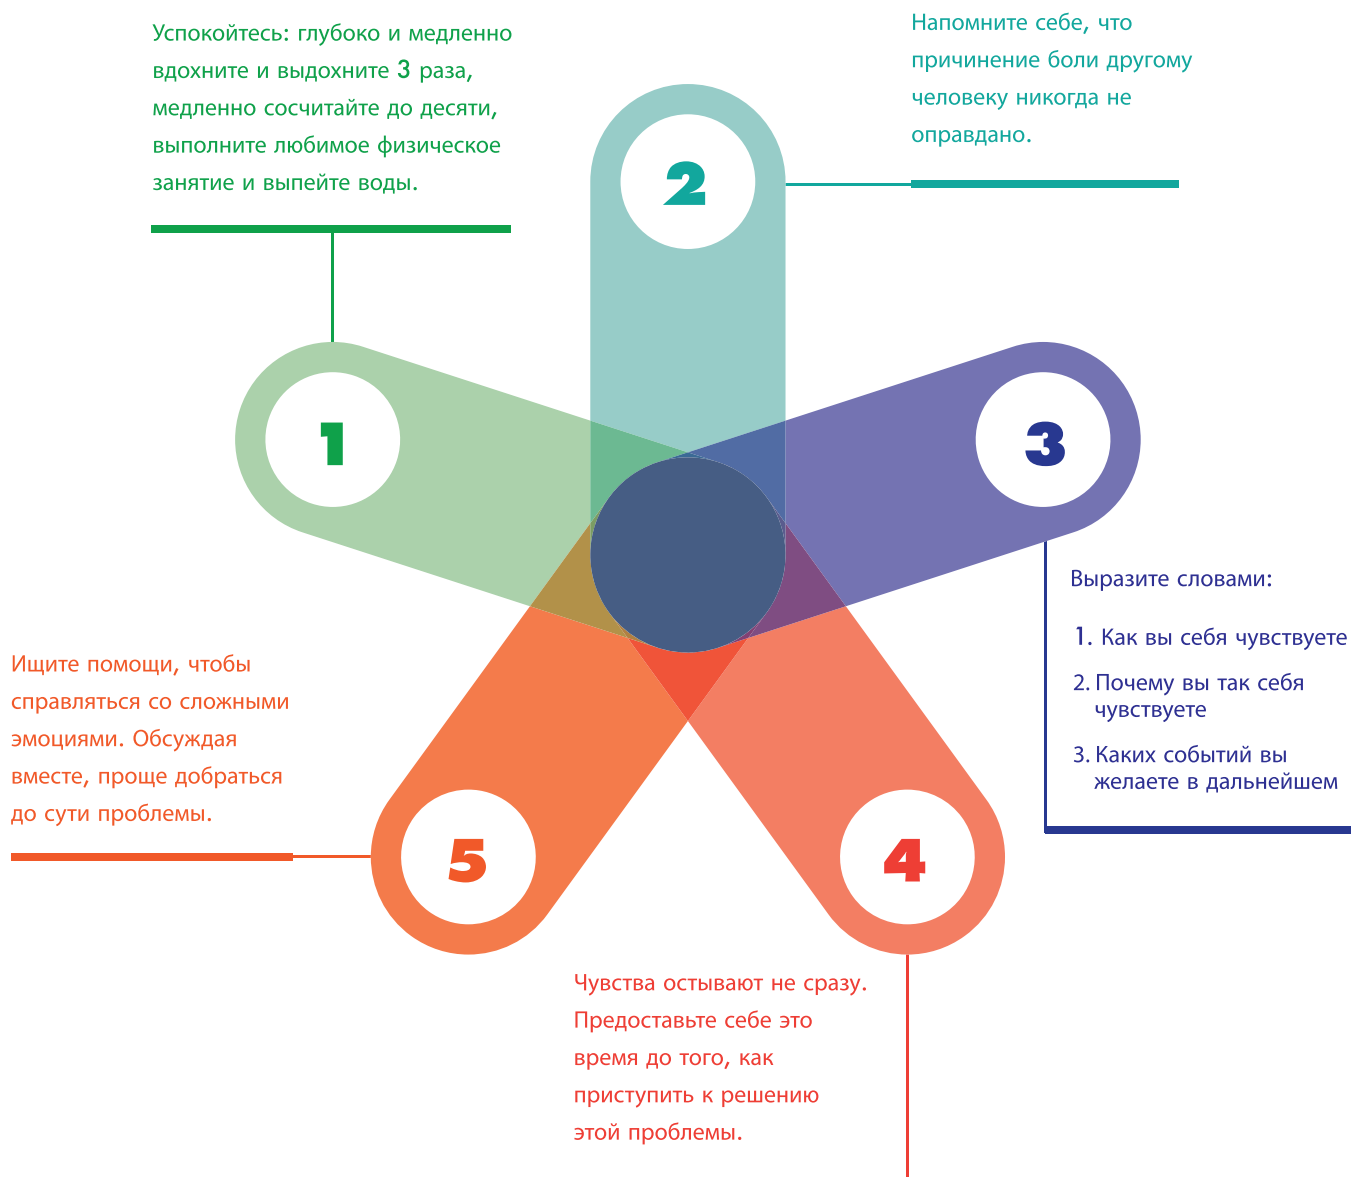 Успокойтесь: глубоко и медленно
вдохните и выдохните 3 раза,
медленно сосчитайте до десяти,
выполните любимое физическое
занятие и выпейте воды.
1
Напомните себе, что
причинение боли другому
человеку никогда не
оправдано.
2
3
Выразите словами:
1. Как вы себя чувствуете
2. Почему вы так себя
чувствуете
3. Каких событий вы
желаете в дальнейшем
4
Чувства остывают не сразу.
Предоставьте себе это
время до того, как
приступить к решению
этой проблемы.
Ищите помощи, чтобы
справляться со сложными
эмоциями. Обсуждая
вместе, проще добраться
до сути проблемы.
5